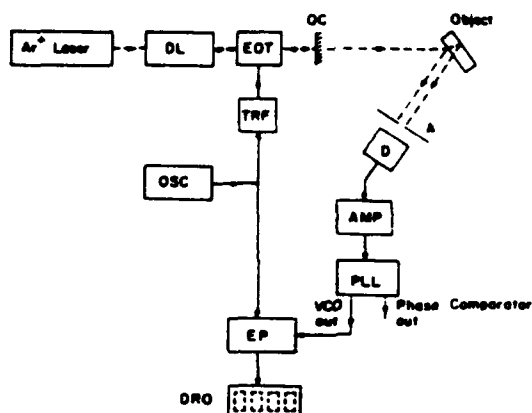 OC
Object
Ar+ Laser
DL
EOT
TRF
A
D
OSC
AMP
PLL
VCO out
Phase Comparator out
EP
DRO